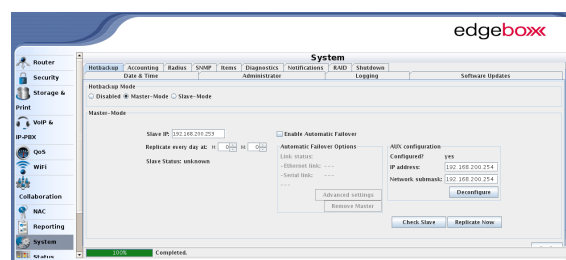 edgeboxx
System
Router
Security
Storage &
Print
VoIP &
IP-PBX
QoS
WiFi
Collaboration
NAC
Reporting
System
Status
Hotbackup Accounting Radius SNMP Rems Diagnostics Notifications RAID Shutdown
Date & Time Administrator Logging Software Updates
Hotbackup Mode
Disabled Master-Mode Slave-Mode
Master-Mode
Slave IP: 192.168.200.253
Replicate every day at: H: 0 M: 0
Slave Status: unknown
Enable Automatic Failover
Automatic Failover Options
Link status:
-Ethernet link: ---
-Serial link: ---
---
Advanced settings
Remove Master
AUX configuration
Configured? yes
IP address: 192.168.200.254
Network submask: 192.168.200.254
Deconfigure
Check Slave Replicate Now
100% Completed.